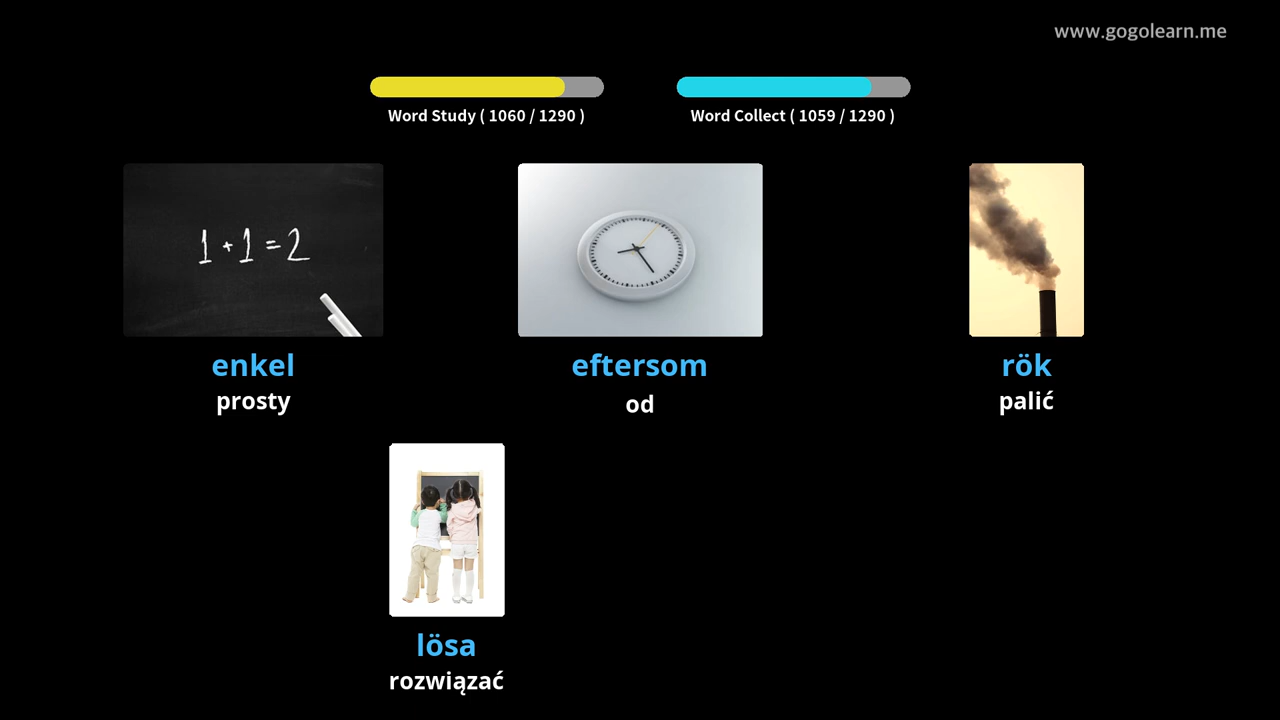 www.gogolearn.me
Word Study ( 1060 / 1290 )
Word Collect ( 1059 / 1290 )
1 + 1 = 2
enkel
prosty
eftersom
od
rök
palić
lösa
rozwiązać